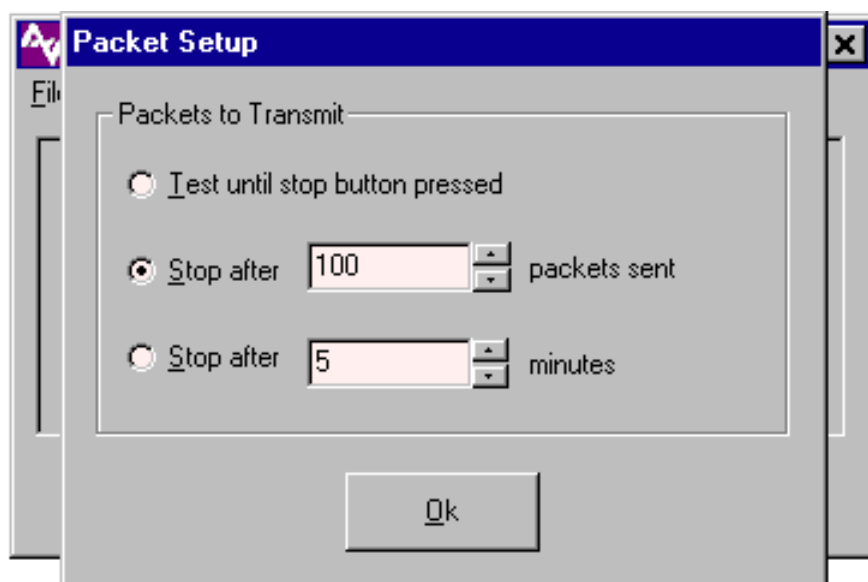 Packet Setup
Packets to Transmit
Test until stop button pressed
Stop after 100 packets sent
Stop after 5 minutes
Ok